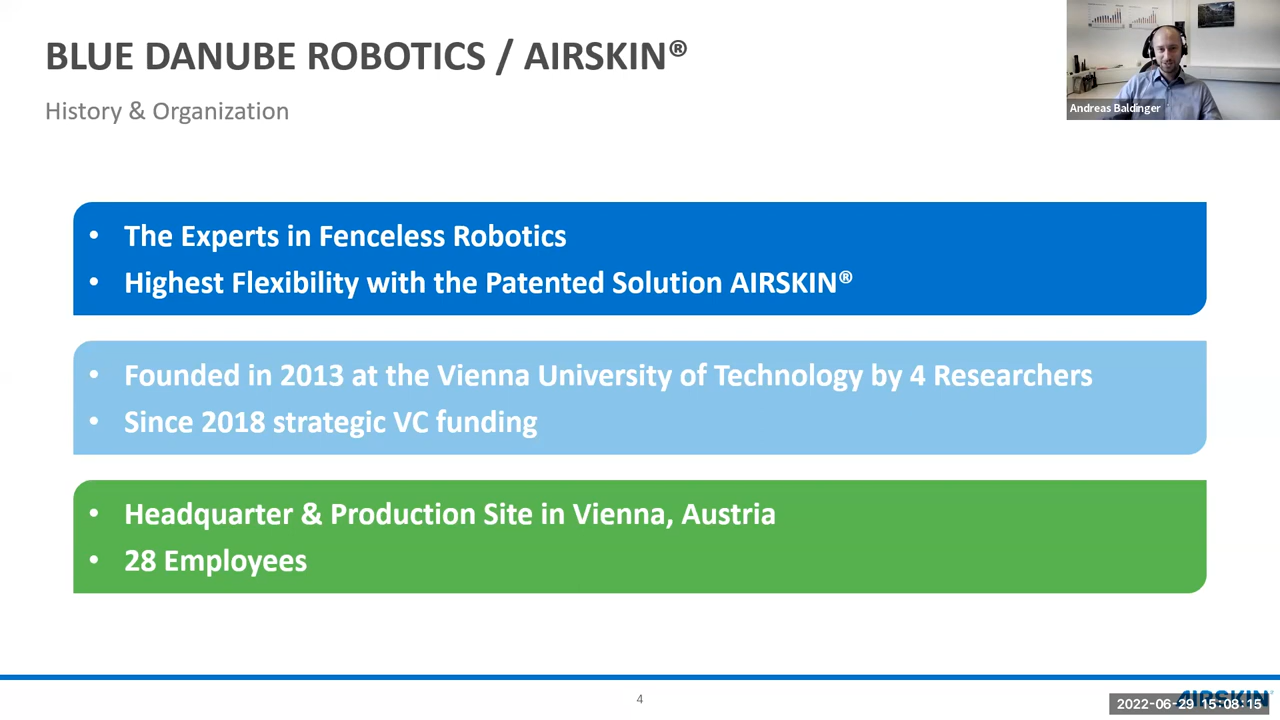 BLUE DANUBE ROBOTICS / AIRSKIN®
History & Organization
Andreas Baldinger
• The Experts in Fenceless Robotics
• Highest Flexibility with the Patented Solution AIRSKIN®
• Founded in 2013 at the Vienna University of Technology by 4 Researchers
• Since 2018 strategic VC funding
• Headquarter & Production Site in Vienna, Austria
• 28 Employees
4
AIRSKIN®
2022-06-29 15:08:15